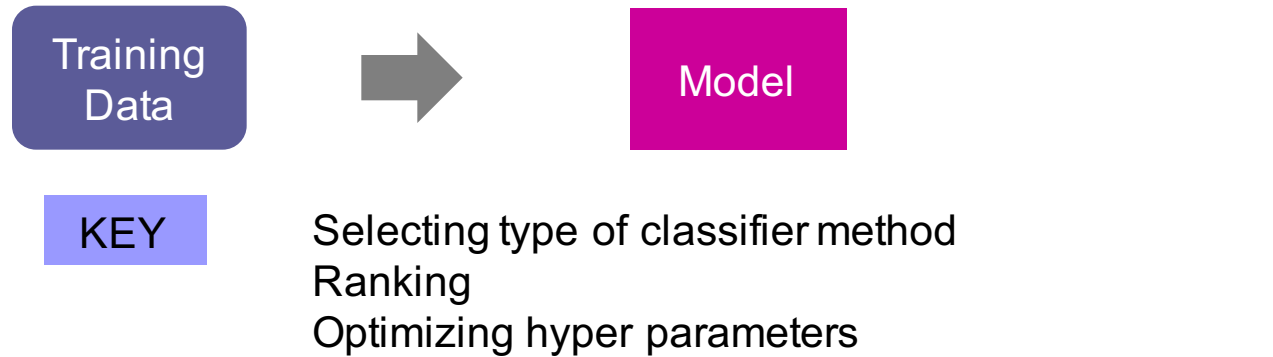 Training
Data
Model
KEY
Selecting type of classifier method
Ranking
Optimizing hyper parameters